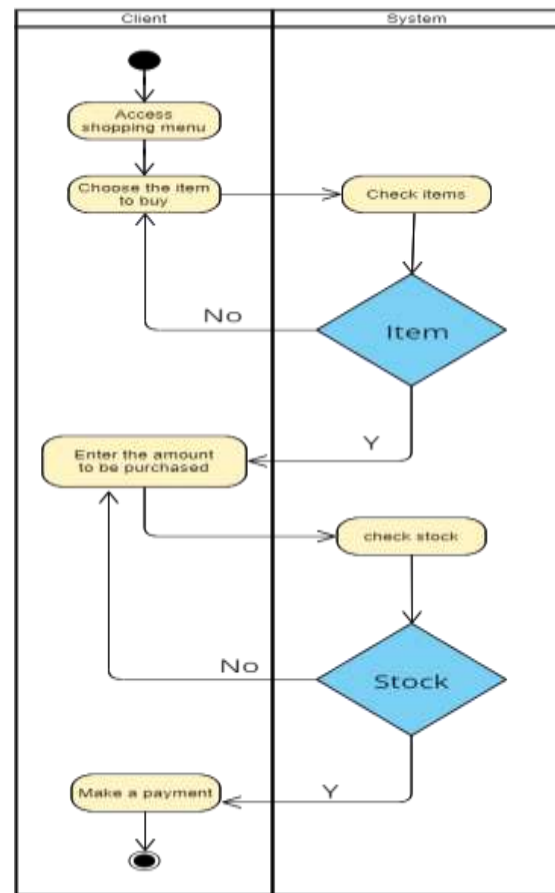 Client
System
Access
shopping menu
Choose the item
to buy
Check items
No
Item
Y
Enter the amount
to be purchased
check stock
No
Stock
Y
Make a payment